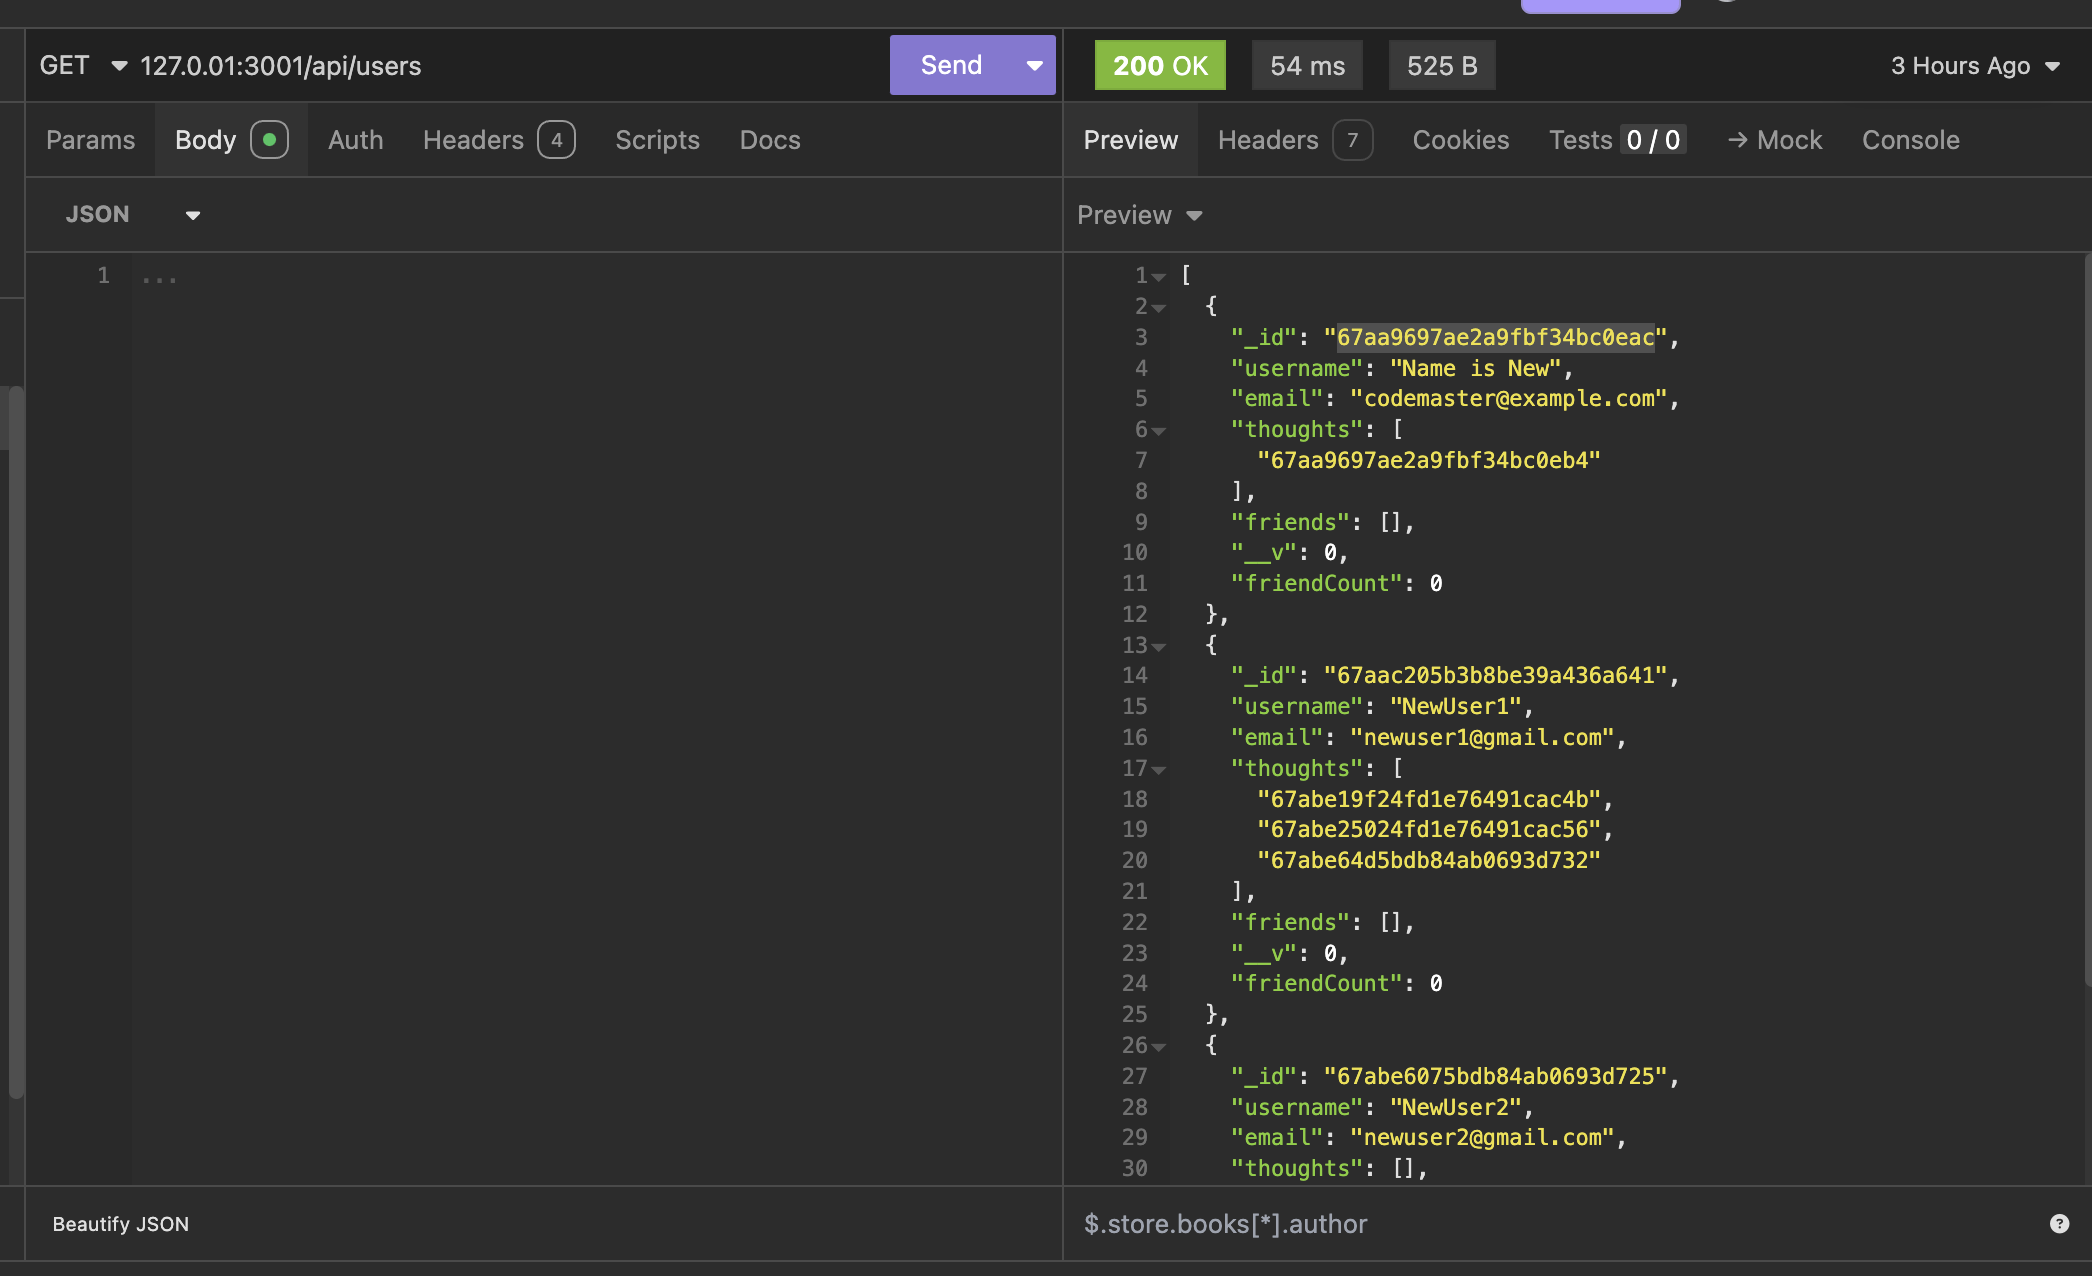 GET 127.0.01:3001/api/users Send 200 OK 54 ms 525 B 3 Hours Ago
Params Body Auth Headers 4 Scripts Docs Preview Headers 7 Cookies Tests 0 / 0 → Mock Console
JSON Preview
1 ...
1 [
2 {
3 "_id": "67aa9697ae2a9fbf34bc0eac",
4 "username": "Name is New",
5 "email": "codemaster@example.com",
6 "thoughts": [
7 "67aa9697ae2a9fbf34bc0eb4"
8 ],
9 "friends": [],
10 "__v": 0,
11 "friendCount": 0
12 },
13 {
14 "_id": "67aac205b3b8be39a436a641",
15 "username": "NewUser1",
16 "email": "newuser1@gmail.com",
17 "thoughts": [
18 "67abe19f24fd1e76491cac4b",
19 "67abe25024fd1e76491cac56",
20 "67abe64d5bdb84ab0693d732"
21 ],
22 "friends": [],
23 "__v": 0,
24 "friendCount": 0
25 },
26 {
27 "_id": "67abe6075bdb84ab0693d725",
28 "username": "NewUser2",
29 "email": "newuser2@gmail.com",
30 "thoughts": [],
Beautify JSON $.store.books[*].author ?